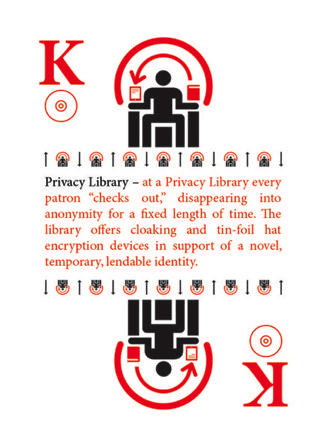 K
Privacy Library – at a Privacy Library every
patron “checks out,” disappearing into
anonymity for a fixed length of time. The
library offers cloaking and tin-foil hat
encryption devices in support of a novel,
temporary, lendable identity.
K